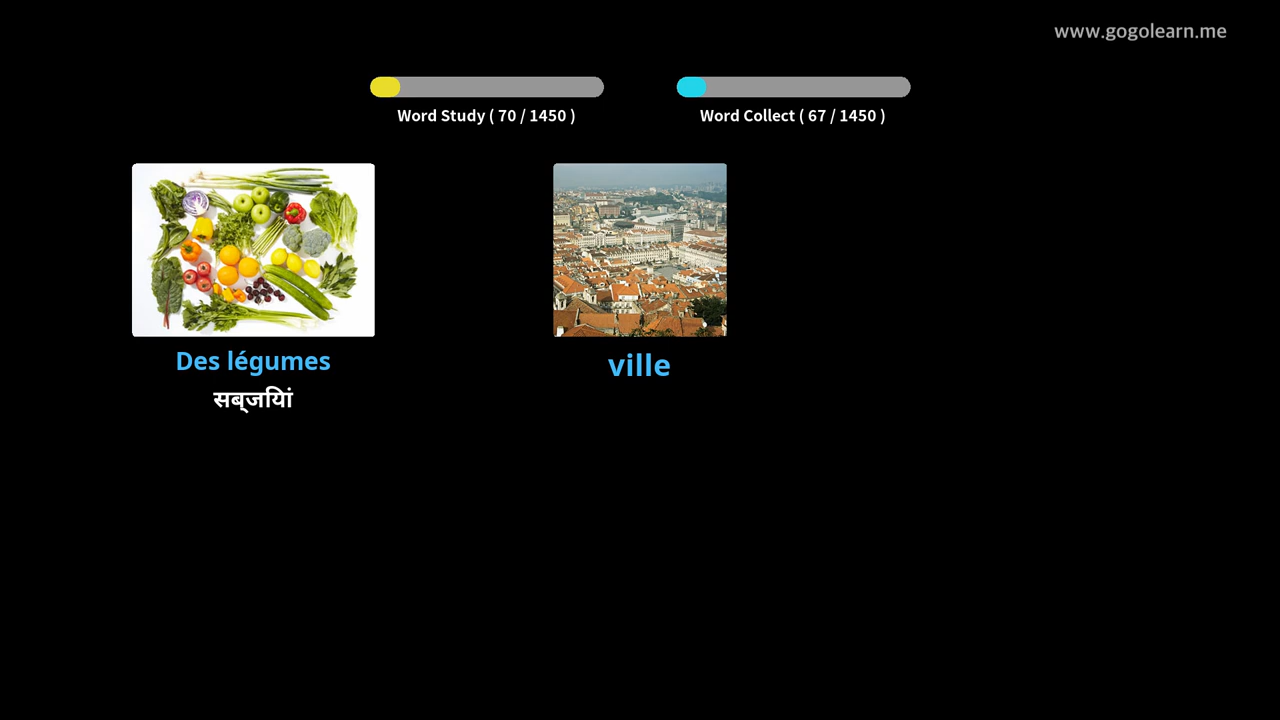 www.gogolearn.me
Word Study ( 70 / 1450 )
Word Collect ( 67 / 1450 )
Des légumes
सब्जियां
ville